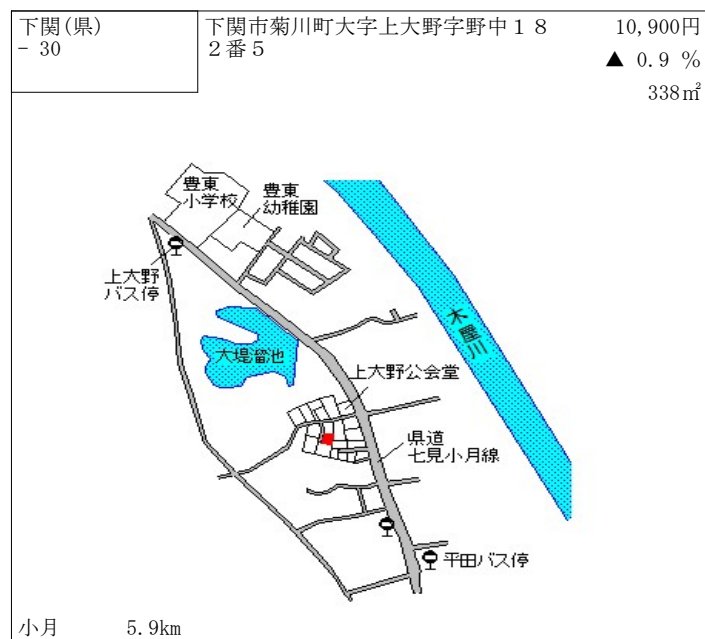 下関(県)
- 30
下関市菊川町大字上大野字野中１８
２番５
10,900円
▲ 0.9 %
338㎡
豊東
小学校
豊東
幼稚園
上大野
バス停
大堤溜池
木屋川
上大野公会堂
県道
七見小月線
平田バス停
小月 5.9km